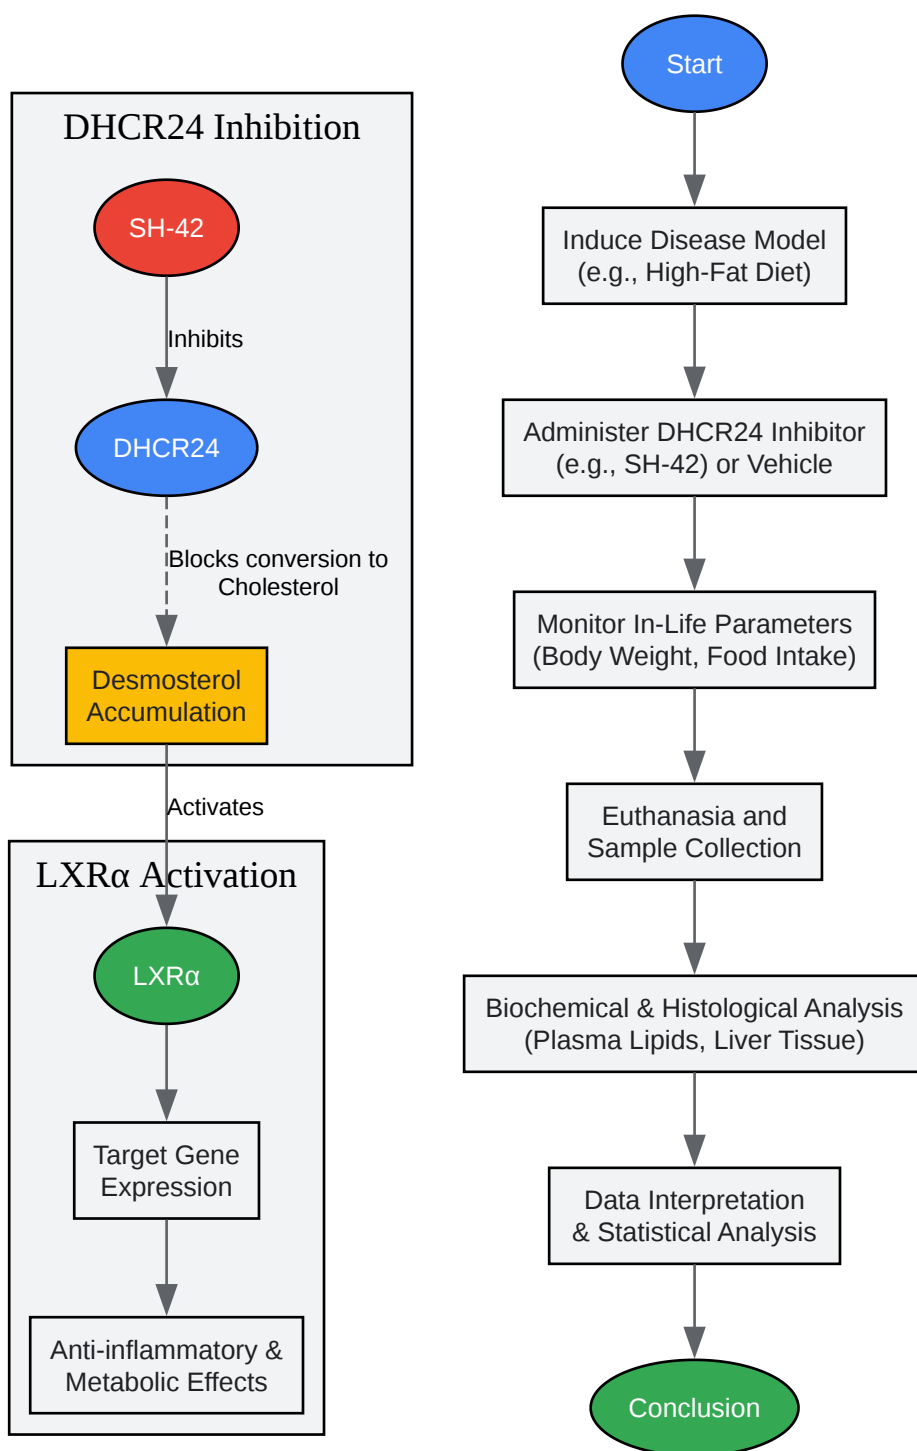 DHCR24 Inhibition
SH-42
Inhibits
DHCR24
Blocks conversion to
Cholesterol
Desmosterol
Accumulation
Activates
LXRα Activation
LXRα
Target Gene
Expression
Anti-inflammatory &
Metabolic Effects
Start
Induce Disease Model
(e.g., High-Fat Diet)
Administer DHCR24 Inhibitor
(e.g., SH-42) or Vehicle
Monitor In-Life Parameters
(Body Weight, Food Intake)
Euthanasia and
Sample Collection
Biochemical & Histological Analysis
(Plasma Lipids, Liver Tissue)
Data Interpretation
& Statistical Analysis
Conclusion